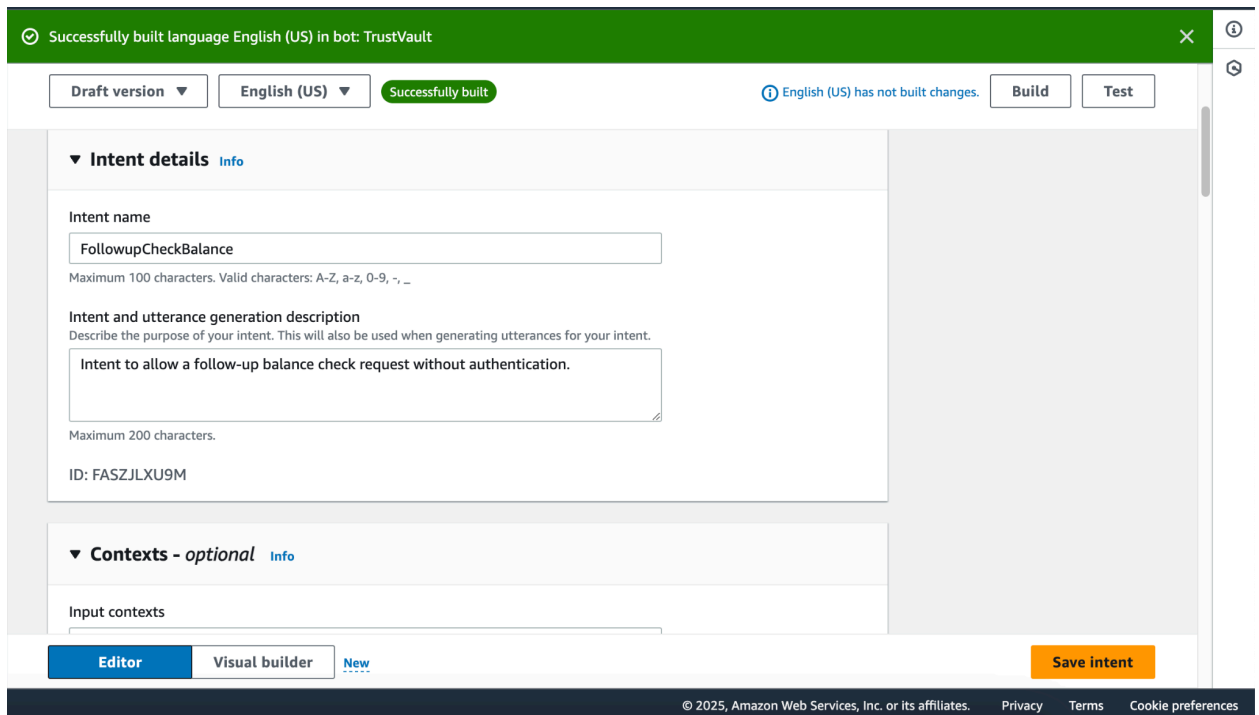 Successfully built language English (US) in bot: TrustVault
Draft version
English (US)
Successfully built
English (US) has not built changes.
Build
Test
Intent details Info
Intent name
FollowupCheckBalance
Maximum 100 characters. Valid characters: A-Z, a-z, 0-9, -, _
Intent and utterance generation description
Describe the purpose of your intent. This will also be used when generating utterances for your intent.
Intent to allow a follow-up balance check request without authentication.
Maximum 200 characters.
ID: FASZJLXU9M
Contexts - optional Info
Input contexts
Editor
Visual builder
New
Save intent
© 2025, Amazon Web Services, Inc. or its affiliates. Privacy Terms Cookie preferences